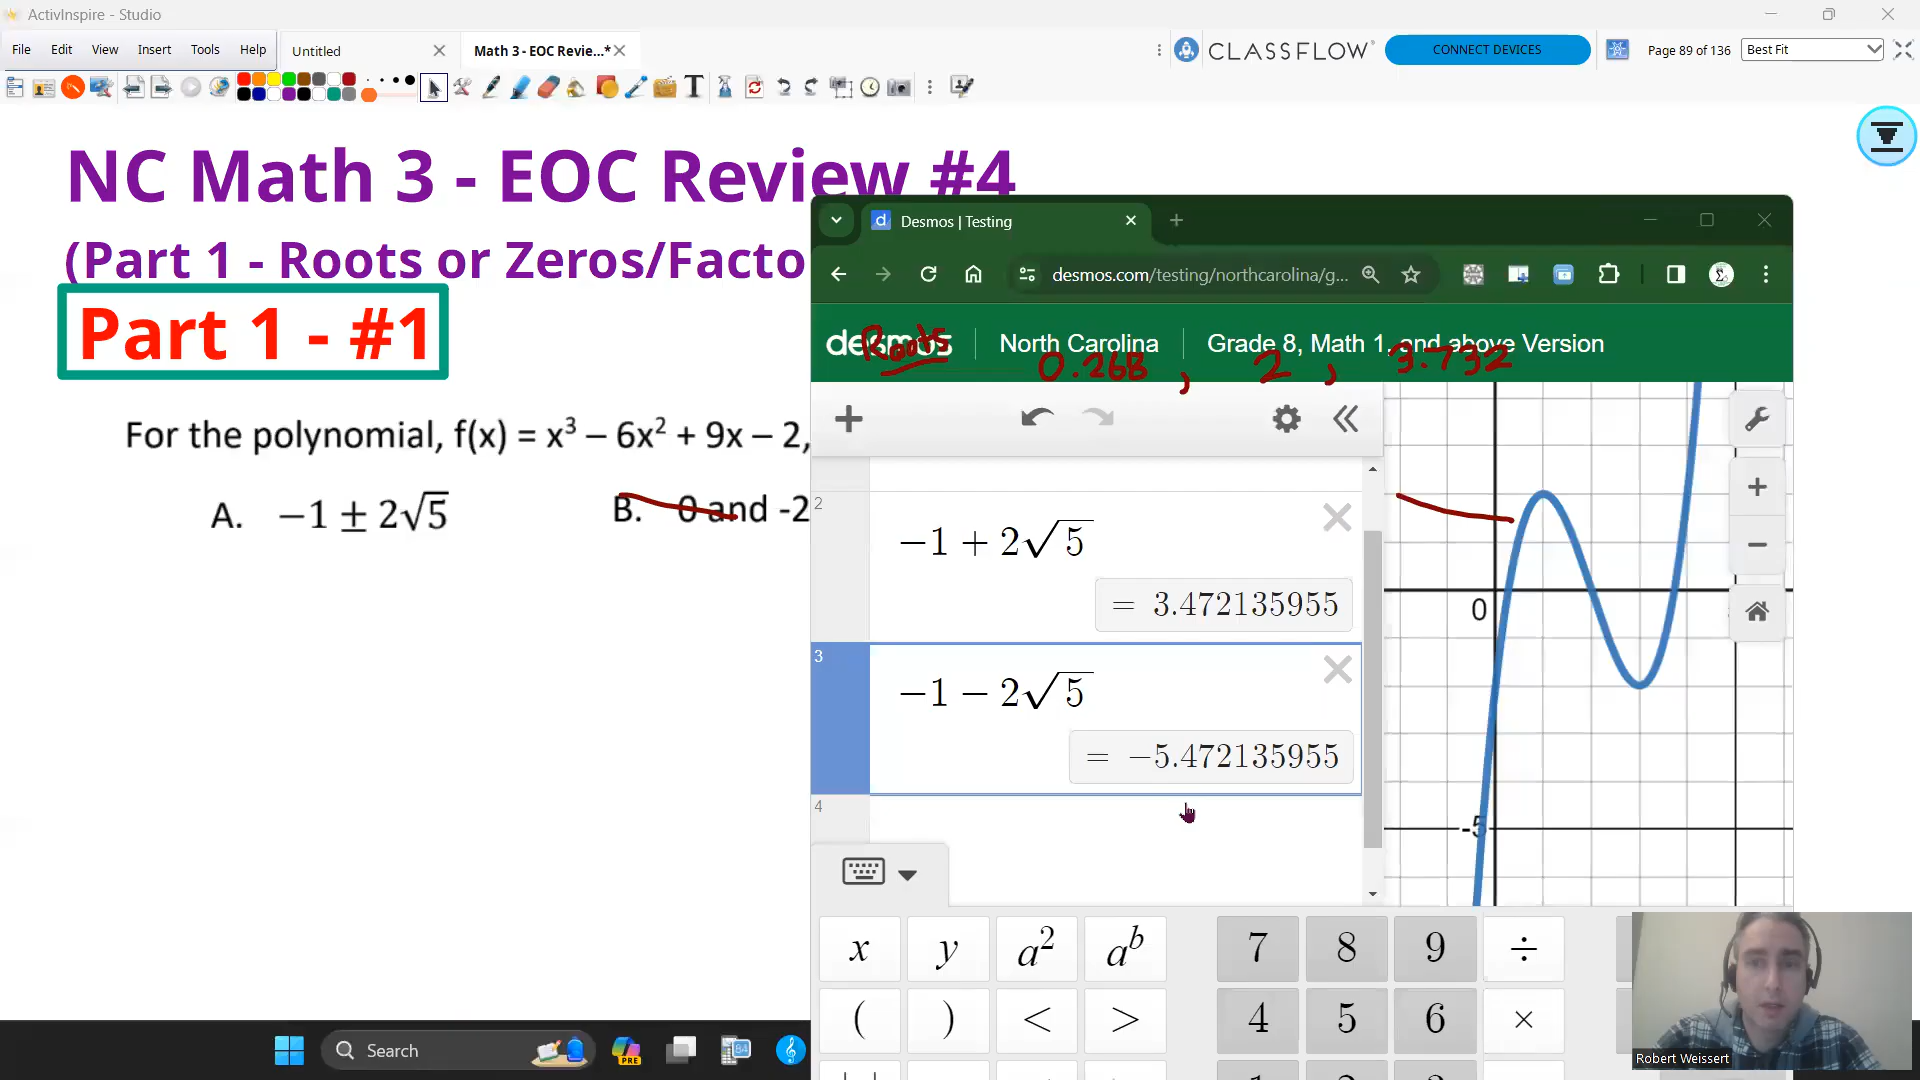 ActivInspire - Studio
File Edit View Insert Tools Help
Untitled
Math 3 - EOC Revie...*
CLASSFLOW
CONNECT DEVICES
Page 89 of 136
Best Fit
NC Math 3 - EOC Review #4
(Part 1 - Roots or Zeros/Facto
Part 1 - #1
For the polynomial, f(x) = x³ – 6x² + 9x – 2,
A. −1 ± 2√5
B. 0 and -2
Desmos | Testing
desmos.com/testing/northcarolina/g...
desmos
North Carolina
Grade 8, Math 1, and above Version
Roots
0.268, 2, 3.732
2
−1 + 2√5
= 3.472135955
3
−1 − 2√5
= −5.472135955
4
0
-5
x y a² aᵇ 7 8 9 ÷
( ) < > 4 5 6 ×
Search
PRE
84
Robert Weissert